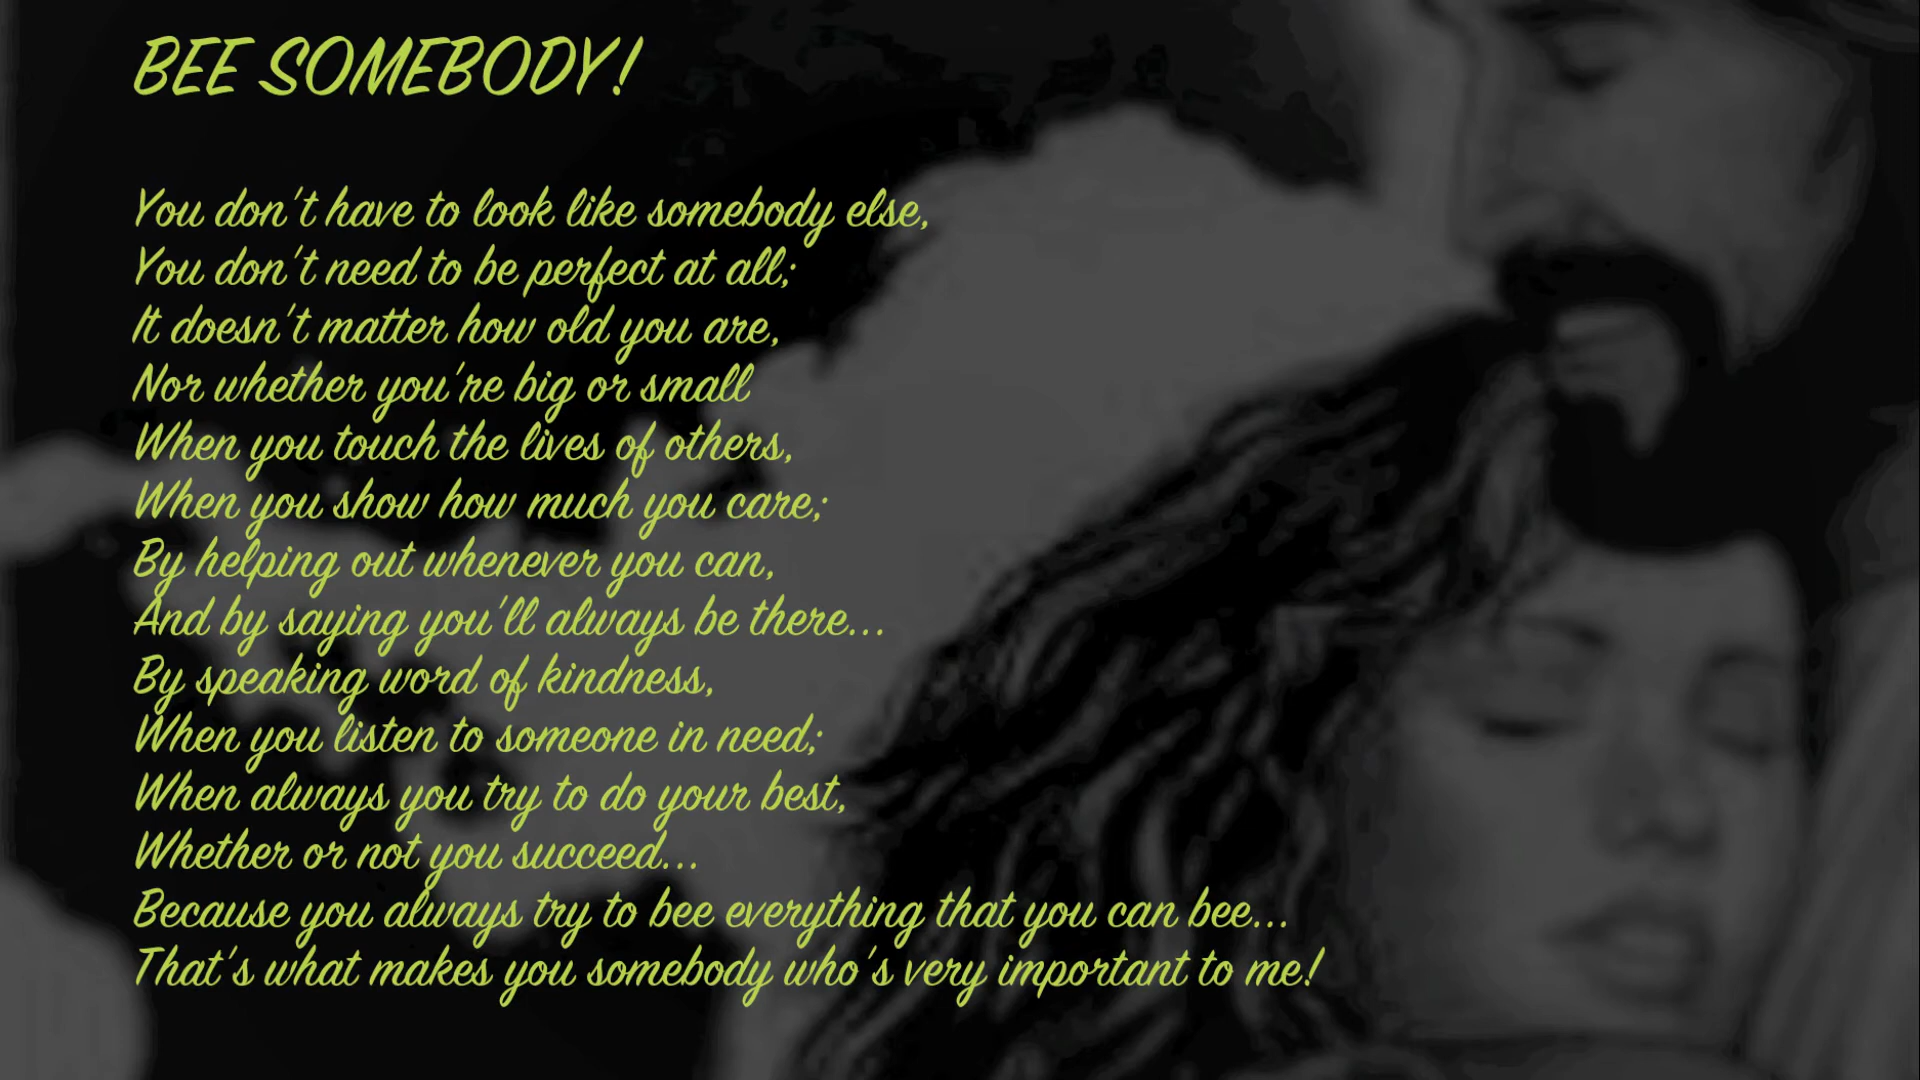 BEE SOMEBODY!
You don't have to look like somebody else,
You don't need to be perfect at all;
It doesn't matter how old you are,
Nor whether you're big or small
When you touch the lives of others,
When you show how much you care;
By helping out whenever you can,
And by saying you'll always be there...
By speaking word of kindness,
When you listen to someone in need;
When always you try to do your best,
Whether or not you succeed...
Because you always try to bee everything that you can bee...
That's what makes you somebody who's very important to me!